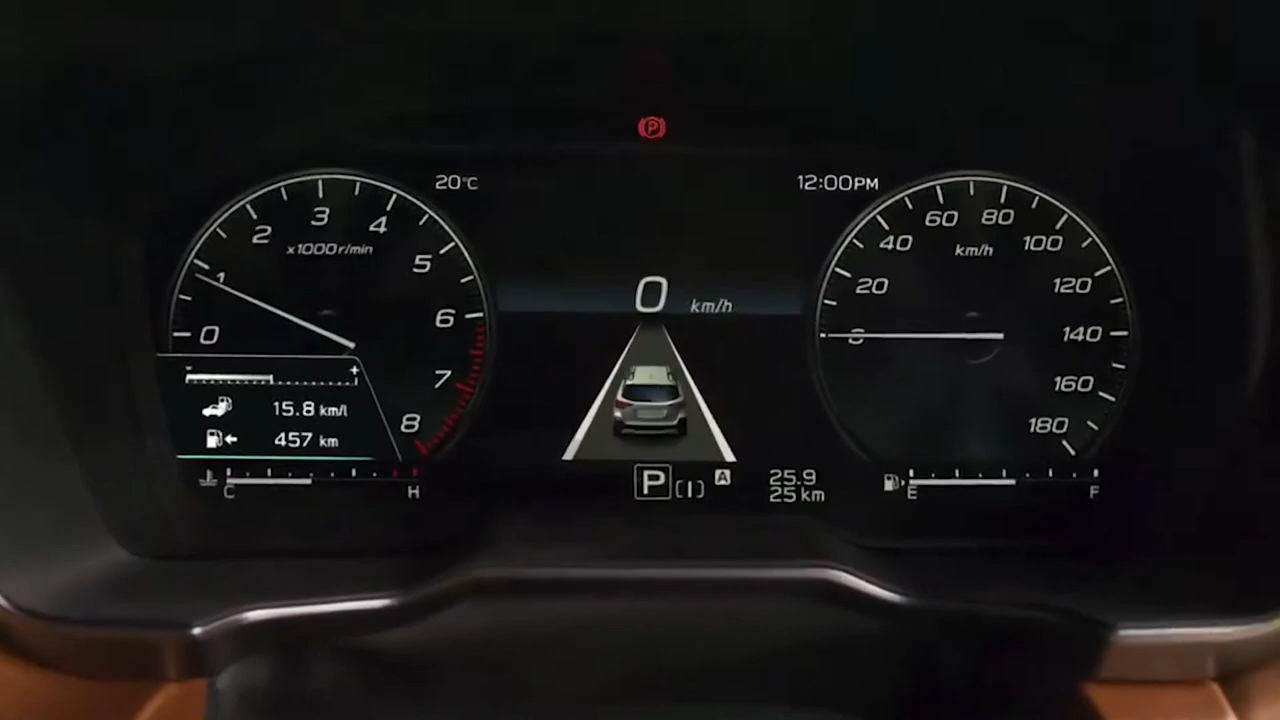 P
20°C
12:00PM
3
2
4
x1000r/min
1
5
0
6
7
8
60 80
40
100
km/h
20
120
0
140
160
180
0 km/h
- +
15.8 km/l
457 km
C H
P
A
25.9
25 km
E F